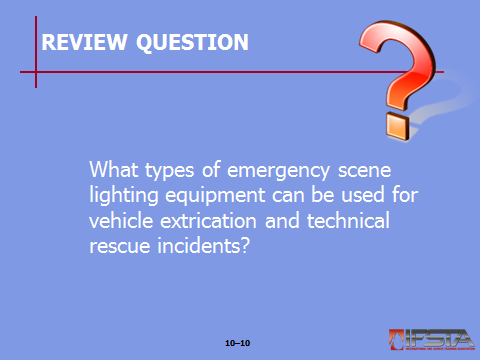 REVIEW QUESTION
What types of emergency scene
lighting equipment can be used for
vehicle extrication and technical
rescue incidents?
10–10
IFSTA